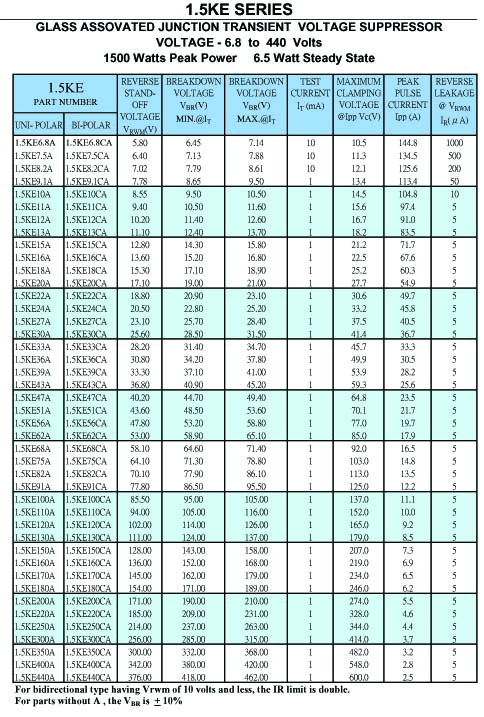 1.5KE SERIES
GLASS ASSOVATED JUNCTION TRANSIENT VOLTAGE SUPPRESSOR
VOLTAGE - 6.8 to 440 Volts
1500 Watts Peak Power 6.5 Watt Steady State
1.5KE PART NUMBER REVERSE STAND-OFF VOLTAGE VRWM(V) BREAKDOWN VOLTAGE VBR(V) MIN.@IT BREAKDOWN VOLTAGE VBR(V) MAX.@IT TEST CURRENT IT (mA) MAXIMUM CLAMPING VOLTAGE @Ipp Vc(V) PEAK PULSE CURRENT Ipp (A) REVERSE LEAKAGE @ VRWM IR(μA)
UNI- POLAR BI-POLAR
1.5KE6.8A 1.5KE6.8CA 5.80 6.45 7.14 10 10.5 144.8 1000
1.5KE7.5A 1.5KE7.5CA 6.40 7.13 7.88 10 11.3 134.5 500
1.5KE8.2A 1.5KE8.2CA 7.02 7.79 8.61 10 12.1 125.6 200
1.5KE9.1A 1.5KE9.1CA 7.78 8.65 9.50 1 13.4 113.4 50
1.5KE10A 1.5KE10CA 8.55 9.50 10.50 1 14.5 104.8 10
1.5KE11A 1.5KE11CA 9.40 10.50 11.60 1 15.6 97.4 5
1.5KE12A 1.5KE12CA 10.20 11.40 12.60 1 16.7 91.0 5
1.5KE13A 1.5KE13CA 11.10 12.40 13.70 1 18.2 83.5 5
1.5KE15A 1.5KE15CA 12.80 14.30 15.80 1 21.2 71.7 5
1.5KE16A 1.5KE16CA 13.60 15.20 16.80 1 22.5 67.6 5
1.5KE18A 1.5KE18CA 15.30 17.10 18.90 1 25.2 60.3 5
1.5KE20A 1.5KE20CA 17.10 19.00 21.00 1 27.7 54.9 5
1.5KE22A 1.5KE22CA 18.80 20.90 23.10 1 30.6 49.7 5
1.5KE24A 1.5KE24CA 20.50 22.80 25.20 1 33.2 45.8 5
1.5KE27A 1.5KE27CA 23.10 25.70 28.40 1 37.5 40.5 5
1.5KE30A 1.5KE30CA 25.60 28.50 31.50 1 41.4 36.7 5
1.5KE33A 1.5KE33CA 28.20 31.40 34.70 1 45.7 33.3 5
1.5KE36A 1.5KE36CA 30.80 34.20 37.80 1 49.9 30.5 5
1.5KE39A 1.5KE39CA 33.30 37.10 41.00 1 53.9 28.2 5
1.5KE43A 1.5KE43CA 36.80 40.90 45.20 1 59.3 25.6 5
1.5KE47A 1.5KE47CA 40.20 44.70 49.40 1 64.8 23.5 5
1.5KE51A 1.5KE51CA 43.60 48.50 53.60 1 70.1 21.7 5
1.5KE56A 1.5KE56CA 47.80 53.20 58.80 1 77.0 19.7 5
1.5KE62A 1.5KE62CA 53.00 58.90 65.10 1 85.0 17.9 5
1.5KE68A 1.5KE68CA 58.10 64.60 71.40 1 92.0 16.5 5
1.5KE75A 1.5KE75CA 64.10 71.30 78.80 1 103.0 14.8 5
1.5KE82A 1.5KE82CA 70.10 77.90 86.10 1 113.0 13.5 5
1.5KE91A 1.5KE91CA 77.80 86.50 95.50 1 125.0 12.2 5
1.5KE100A 1.5KE100CA 85.50 95.00 105.00 1 137.0 11.1 5
1.5KE110A 1.5KE110CA 94.00 105.00 116.00 1 152.0 10.0 5
1.5KE120A 1.5KE120CA 102.00 114.00 126.00 1 165.0 9.2 5
1.5KE130A 1.5KE130CA 111.00 124.00 137.00 1 179.0 8.5 5
1.5KE150A 1.5KE150CA 128.00 143.00 158.00 1 207.0 7.3 5
1.5KE160A 1.5KE160CA 136.00 152.00 168.00 1 219.0 6.9 5
1.5KE170A 1.5KE170CA 145.00 162.00 179.00 1 234.0 6.5 5
1.5KE180A 1.5KE180CA 154.00 171.00 189.00 1 246.0 6.2 5
1.5KE200A 1.5KE200CA 171.00 190.00 210.00 1 274.0 5.5 5
1.5KE220A 1.5KE220CA 185.00 209.00 231.00 1 328.0 4.6 5
1.5KE250A 1.5KE250CA 214.00 237.00 263.00 1 344.0 4.4 5
1.5KE300A 1.5KE300CA 256.00 285.00 315.00 1 414.0 3.7 5
1.5KE350A 1.5KE350CA 300.00 332.00 368.00 1 482.0 3.2 5
1.5KE400A 1.5KE400CA 342.00 380.00 420.00 1 548.0 2.8 5
1.5KE440A 1.5KE440CA 376.00 418.00 462.00 1 600.0 2.5 5
For bidirectional type having Vrwm of 10 volts and less, the IR limit is double.
For parts without A , the VBR is ± 10%